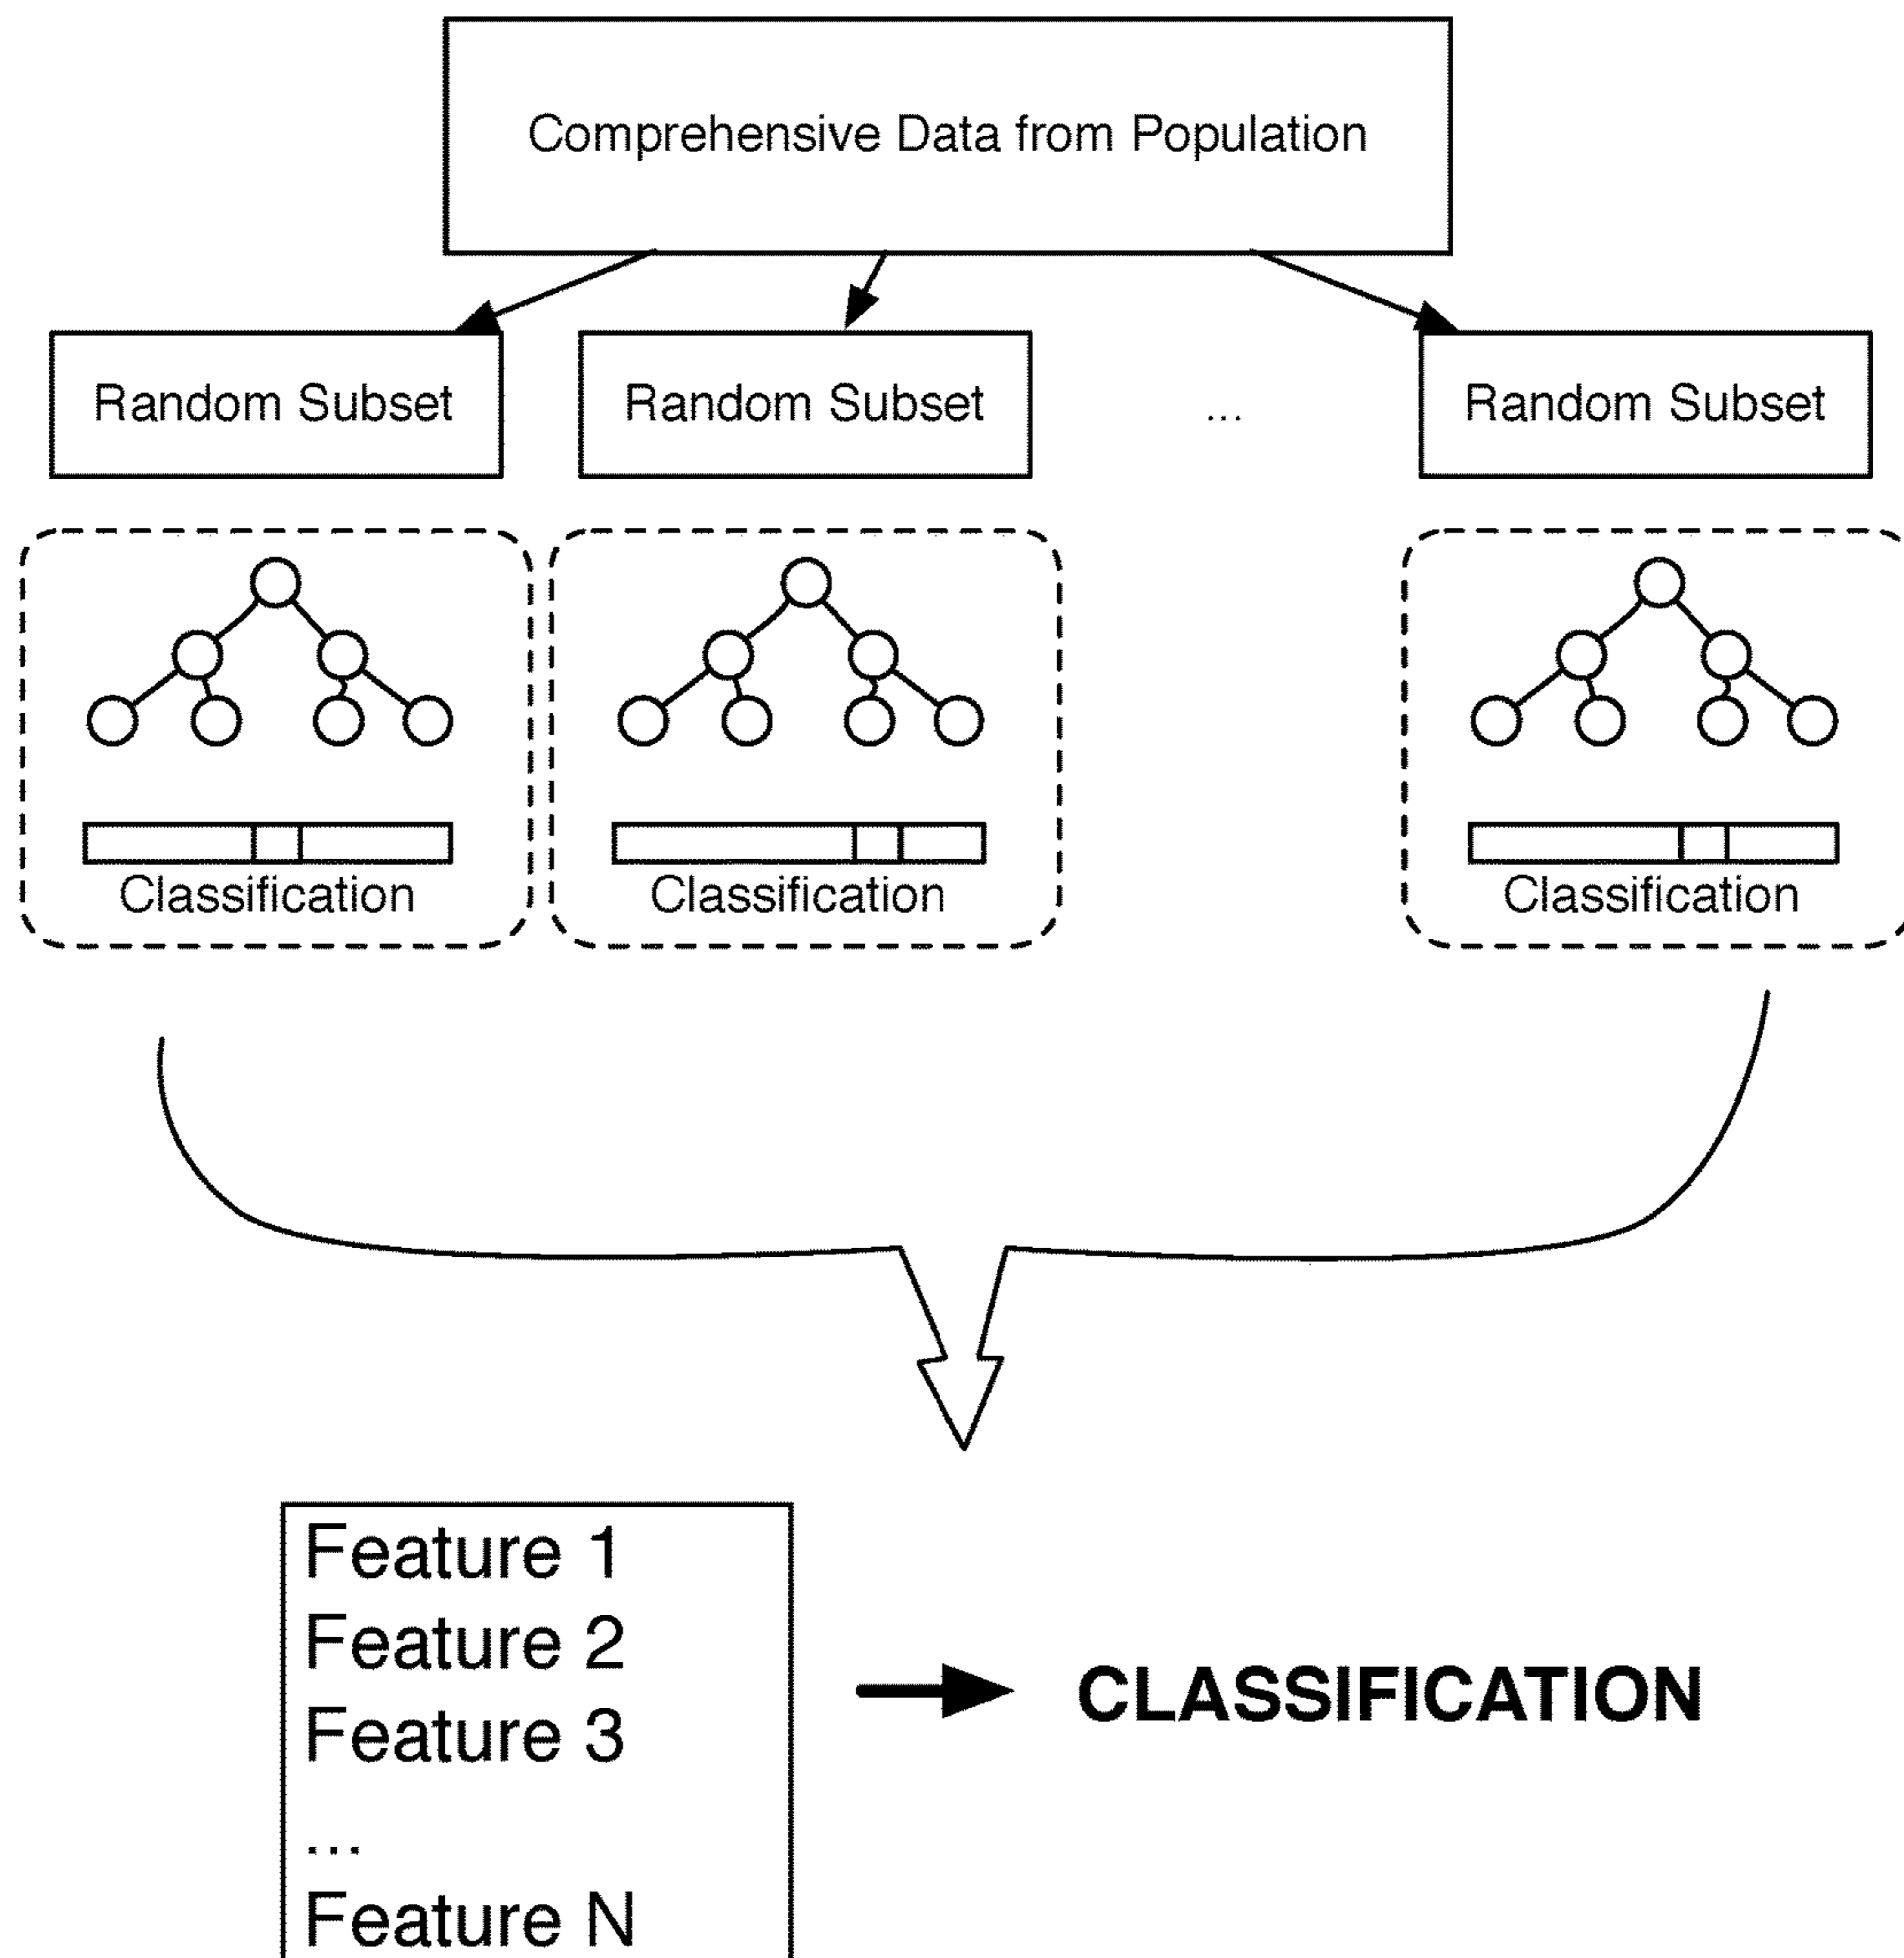 Comprehensive Data from Population
Random Subset
Random Subset
...
Random Subset
Classification
Classification
Classification
Feature 1
Feature 2
Feature 3
...
Feature N
CLASSIFICATION